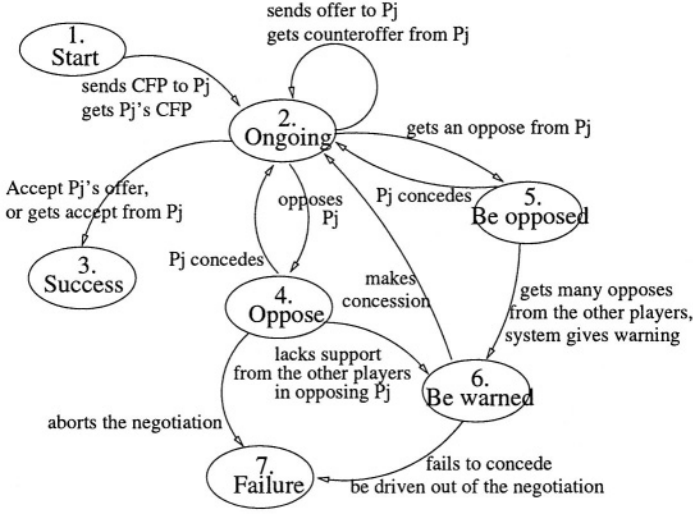 sends offer to Pj
gets counteroffer from Pj
1.
Start
sends CFP to Pj
gets Pj's CFP
2.
Ongoing
gets an oppose from Pj
Accept Pj's offer,
or gets accept from Pj
opposes
Pj
Pj concedes
5.
Be opposed
3.
Success
Pj concedes
makes
concession
4.
Oppose
gets many opposes
from the other players,
system gives warning
lacks support
from the other players
in opposing Pj
6.
Be warned
aborts the negotiation
7.
Failure
fails to concede
be driven out of the negotiation